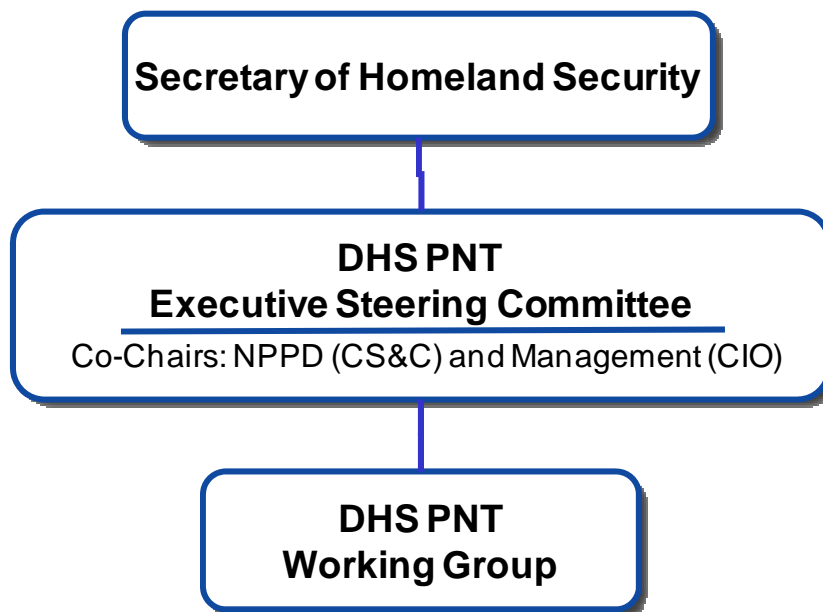 Secretary of Homeland Security
DHS PNT
Executive Steering Committee
Co-Chairs: NPPD (CS&C) and Management (CIO)
DHS PNT
Working Group